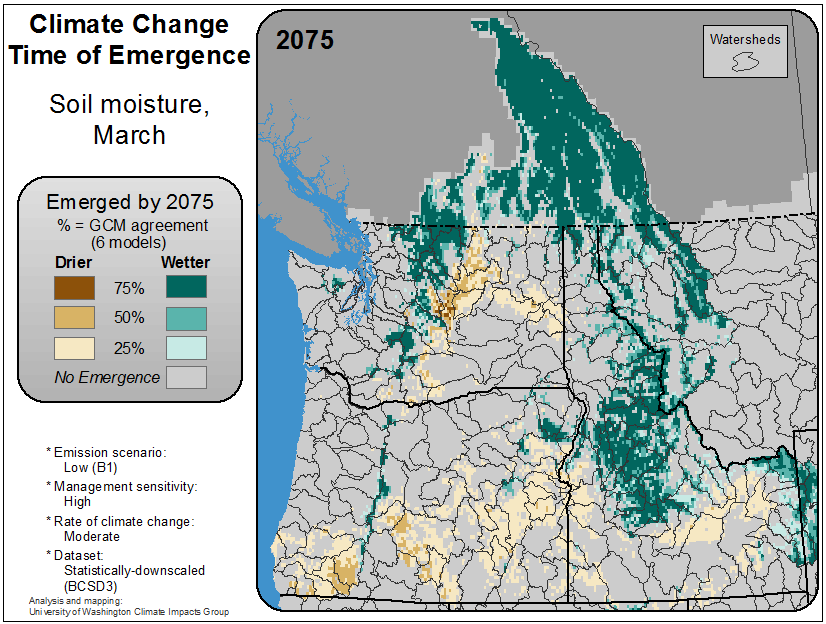 Climate Change
Time of Emergence
Soil moisture,
March
Emerged by 2075
% = GCM agreement
(6 models)
Drier Wetter
75%
50%
25%
No Emergence
* Emission scenario:
Low (B1)
* Management sensitivity:
High
* Rate of climate change:
Moderate
* Dataset:
Statistically-downscaled
(BCSD3)
Analysis and mapping:
University of Washington Climate Impacts Group
2075
Watersheds